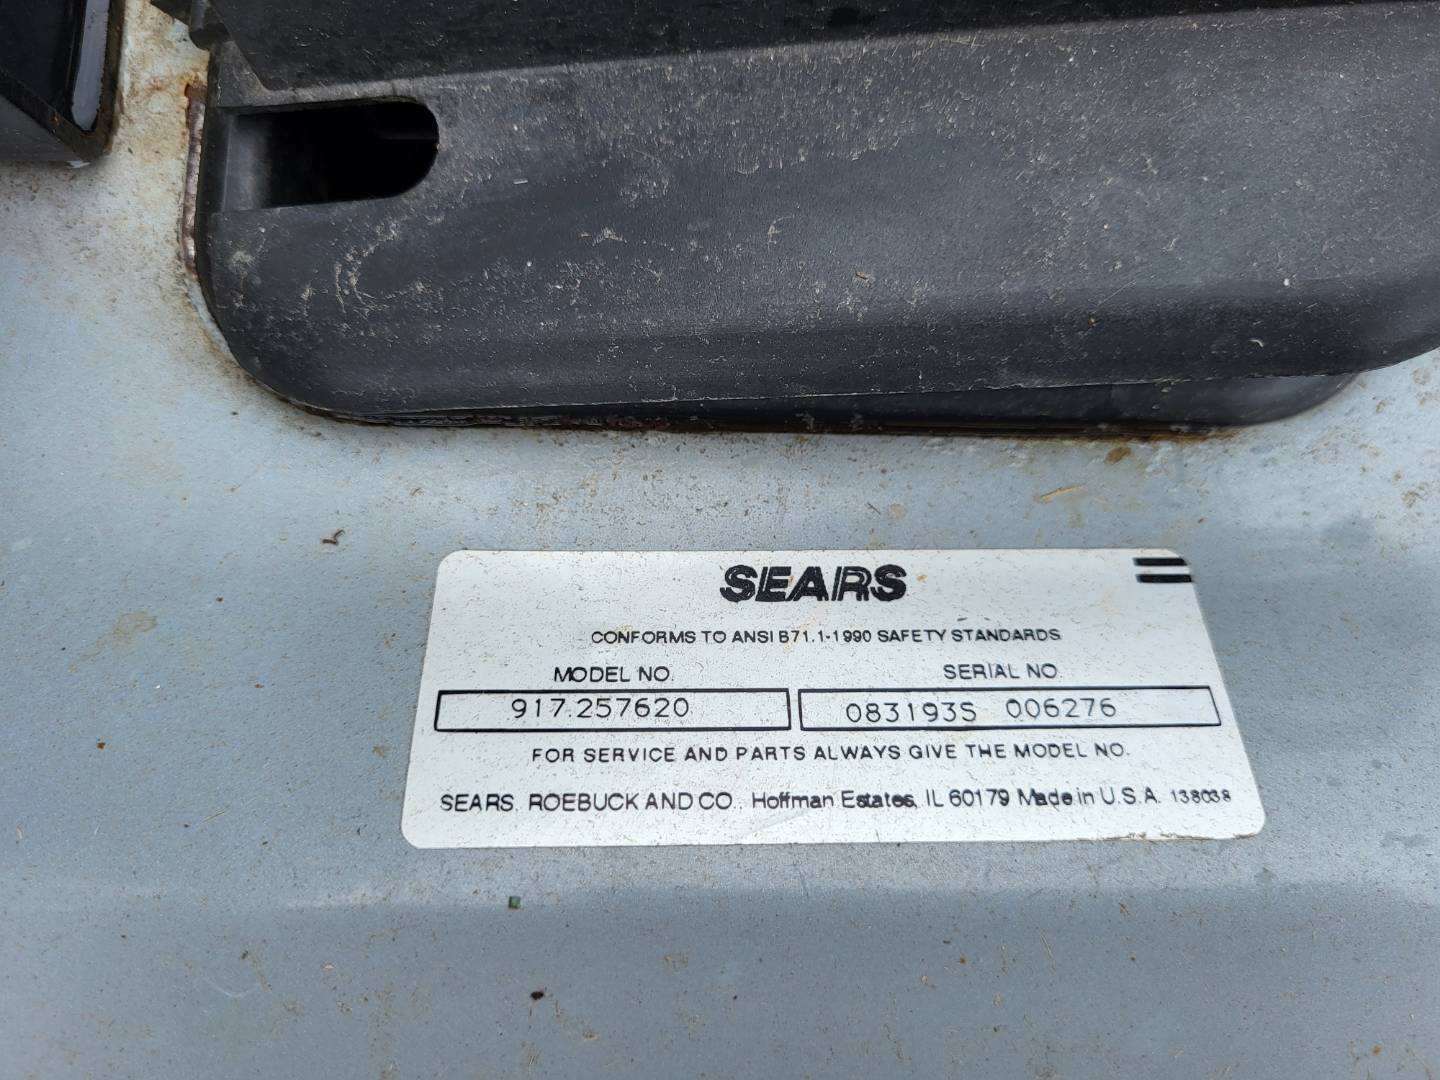 SEARS
CONFORMS TO ANSI B71.1-1990 SAFETY STANDARDS
MODEL NO. SERIAL NO.
917.257620 083193S 006276
FOR SERVICE AND PARTS ALWAYS GIVE THE MODEL NO.
SEARS, ROEBUCK AND CO., Hoffman Estates, IL 60179 Made in U.S.A. 138038